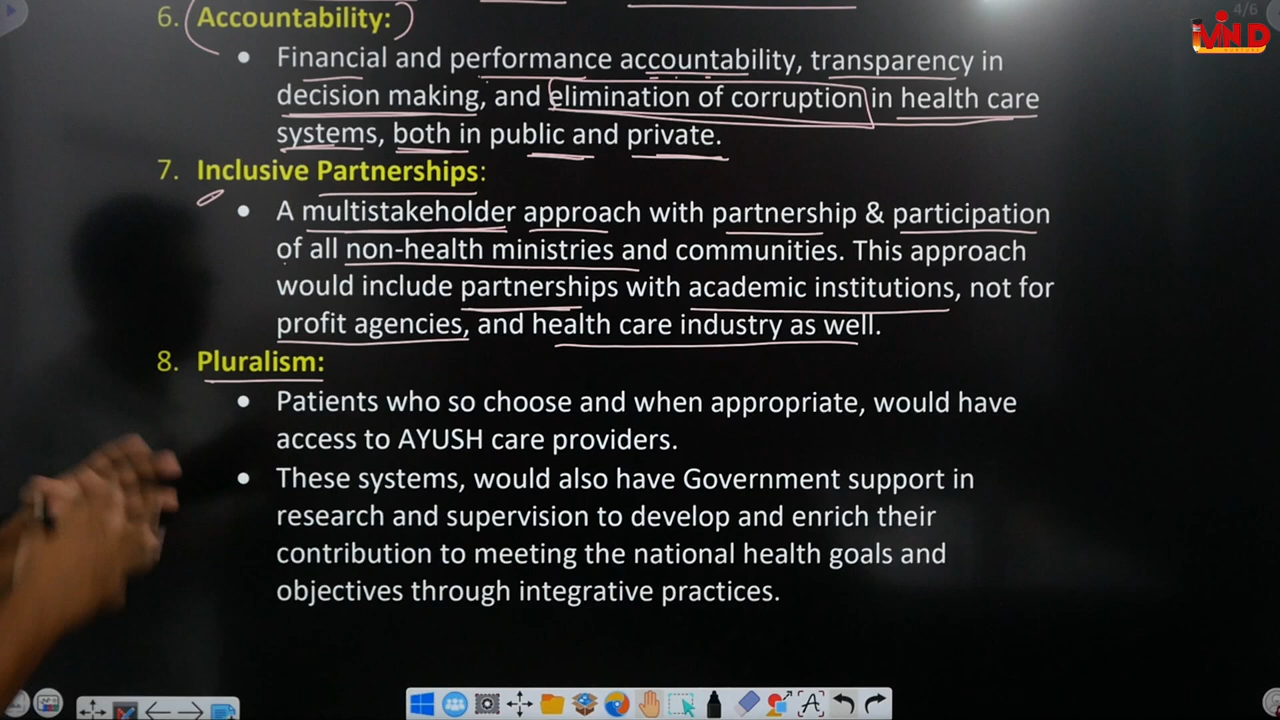 4/6
6. Accountability:
MIND
• Financial and performance accountability, transparency in
decision making, and elimination of corruption in health care
systems, both in public and private.
7. Inclusive Partnerships:
• A multistakeholder approach with partnership & participation
of all non-health ministries and communities. This approach
would include partnerships with academic institutions, not for
profit agencies, and health care industry as well.
8. Pluralism:
• Patients who so choose and when appropriate, would have
access to AYUSH care providers.
• These systems, would also have Government support in
research and supervision to develop and enrich their
contribution to meeting the national health goals and
objectives through integrative practices.